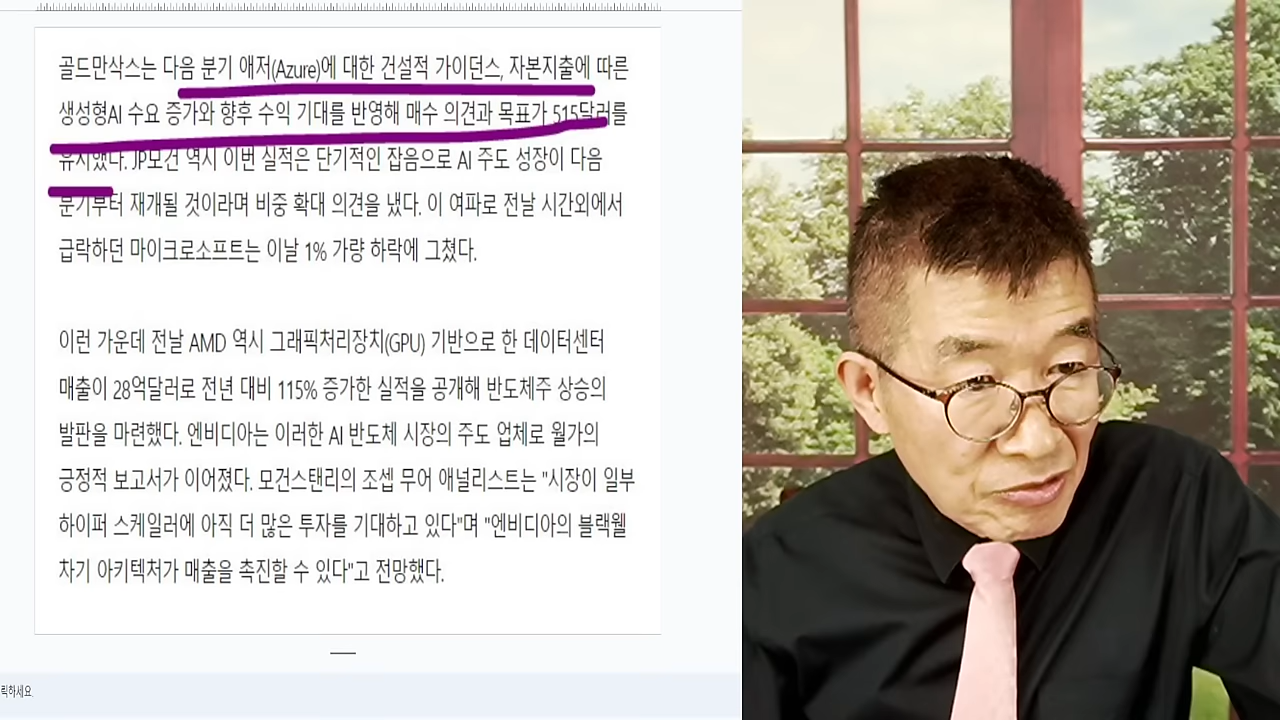 골드만삭스는 다음 분기 애저(Azure)에 대한 건설적 가이던스, 자본지출에 따른
생성형AI 수요 증가와 향후 수익 기대를 반영해 매수 의견과 목표가 515달러를
유지했다. JP모건 역시 이번 실적은 단기적인 잡음으로 AI 주도 성장이 다음
분기부터 재개될 것이라며 비중 확대 의견을 냈다. 이 여파로 전날 시간외에서
급락하던 마이크로소프트는 이날 1% 가량 하락에 그쳤다.
이런 가운데 전날 AMD 역시 그래픽처리장치(GPU) 기반으로 한 데이터센터
매출이 28억달러로 전년 대비 115% 증가한 실적을 공개해 반도체주 상승의
발판을 마련했다. 엔비디아는 이러한 AI 반도체 시장의 주도 업체로 월가의
긍정적 보고서가 이어졌다. 모건스탠리의 조셉 무어 애널리스트는 "시장이 일부
하이퍼 스케일러에 아직 더 많은 투자를 기대하고 있다"며 "엔비디아의 블랙웰
차기 아키텍처가 매출을 촉진할 수 있다"고 전망했다.
릭하세요.